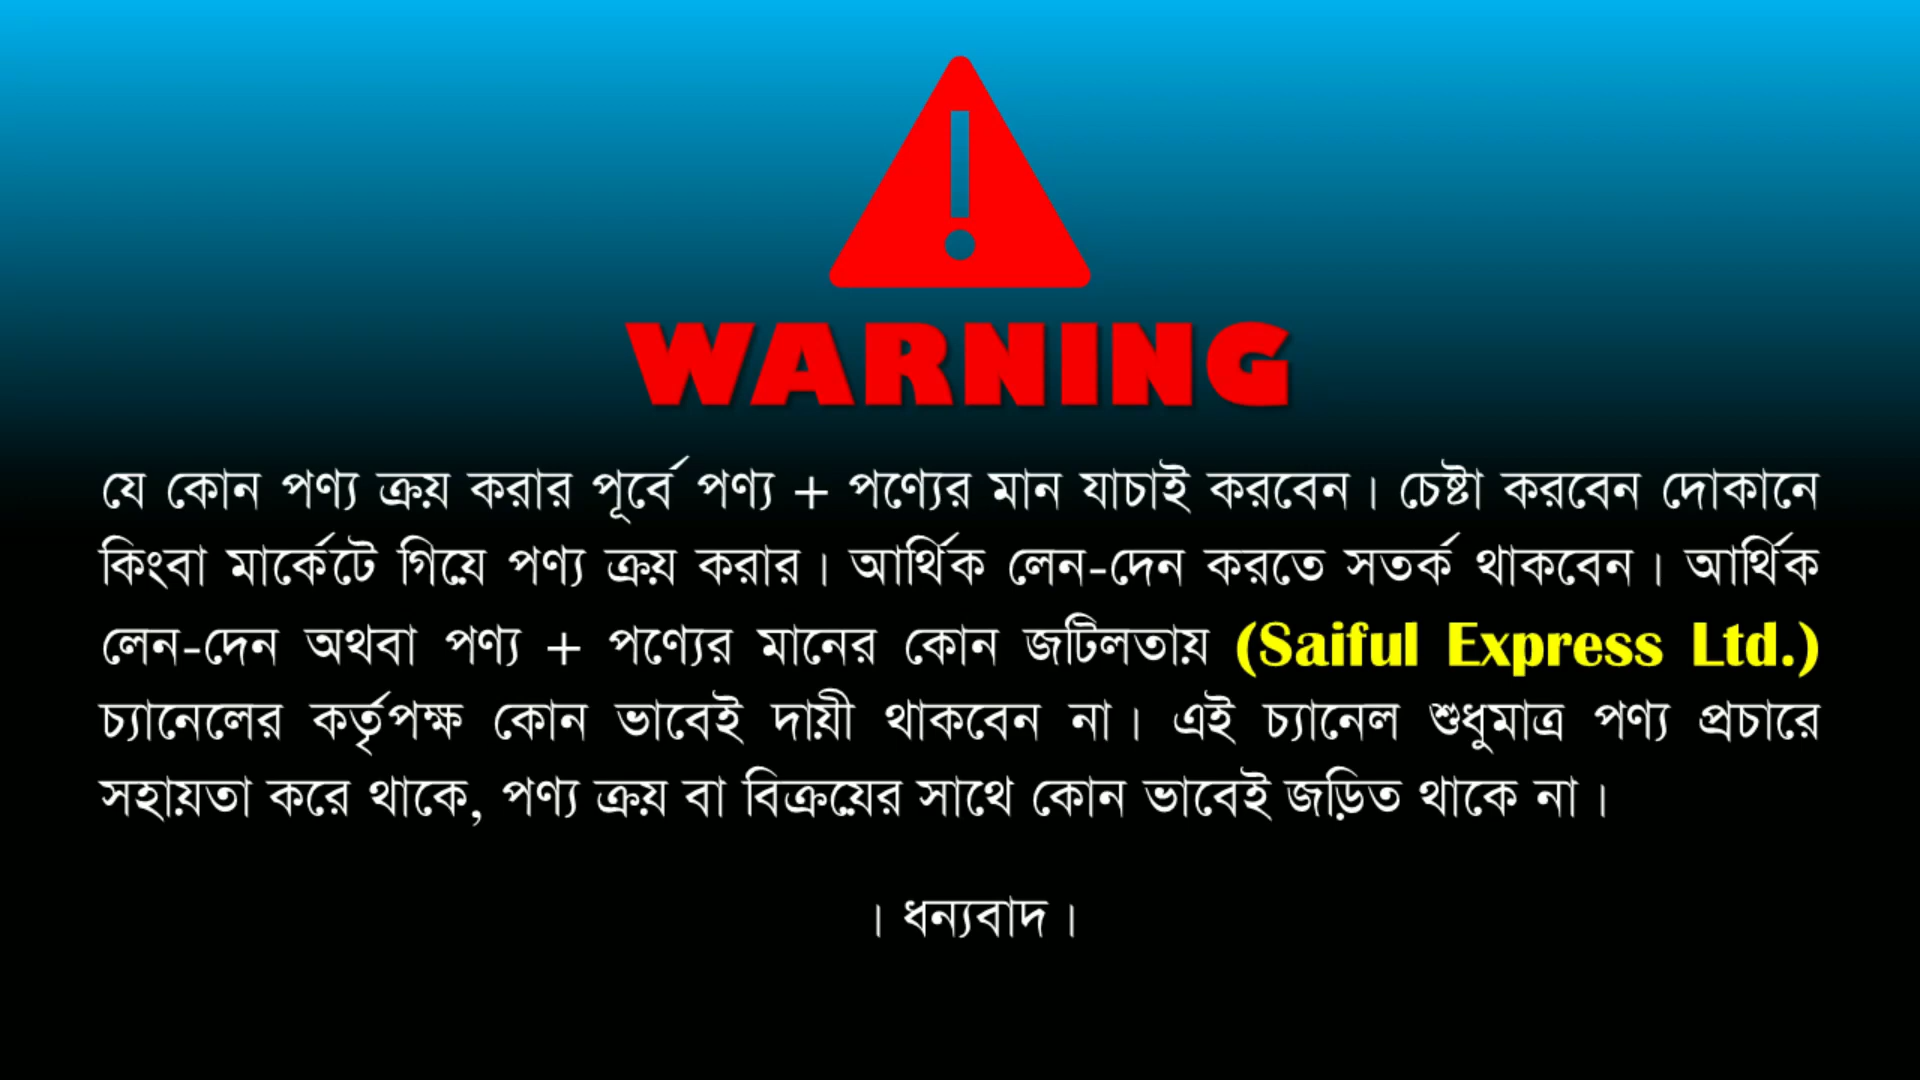 WARNING
যে কোন পণ্য ক্রয় করার পূর্বে পণ্য + পণ্যের মান যাচাই করবেন। চেষ্টা করবেন দোকানে
কিংবা মার্কেটে গিয়ে পণ্য ক্রয় করার। আর্থিক লেন-দেন করতে সতর্ক থাকবেন। আর্থিক
লেন-দেন অথবা পণ্য + পণ্যের মানের কোন জটিলতায় (Saiful Express Ltd.)
চ্যানেলের কর্তৃপক্ষ কোন ভাবেই দায়ী থাকবেন না। এই চ্যানেল শুধুমাত্র পণ্য প্রচারে
সহায়তা করে থাকে, পণ্য ক্রয় বা বিক্রয়ের সাথে কোন ভাবেই জড়িত থাকে না।
। ধন্যবাদ ।